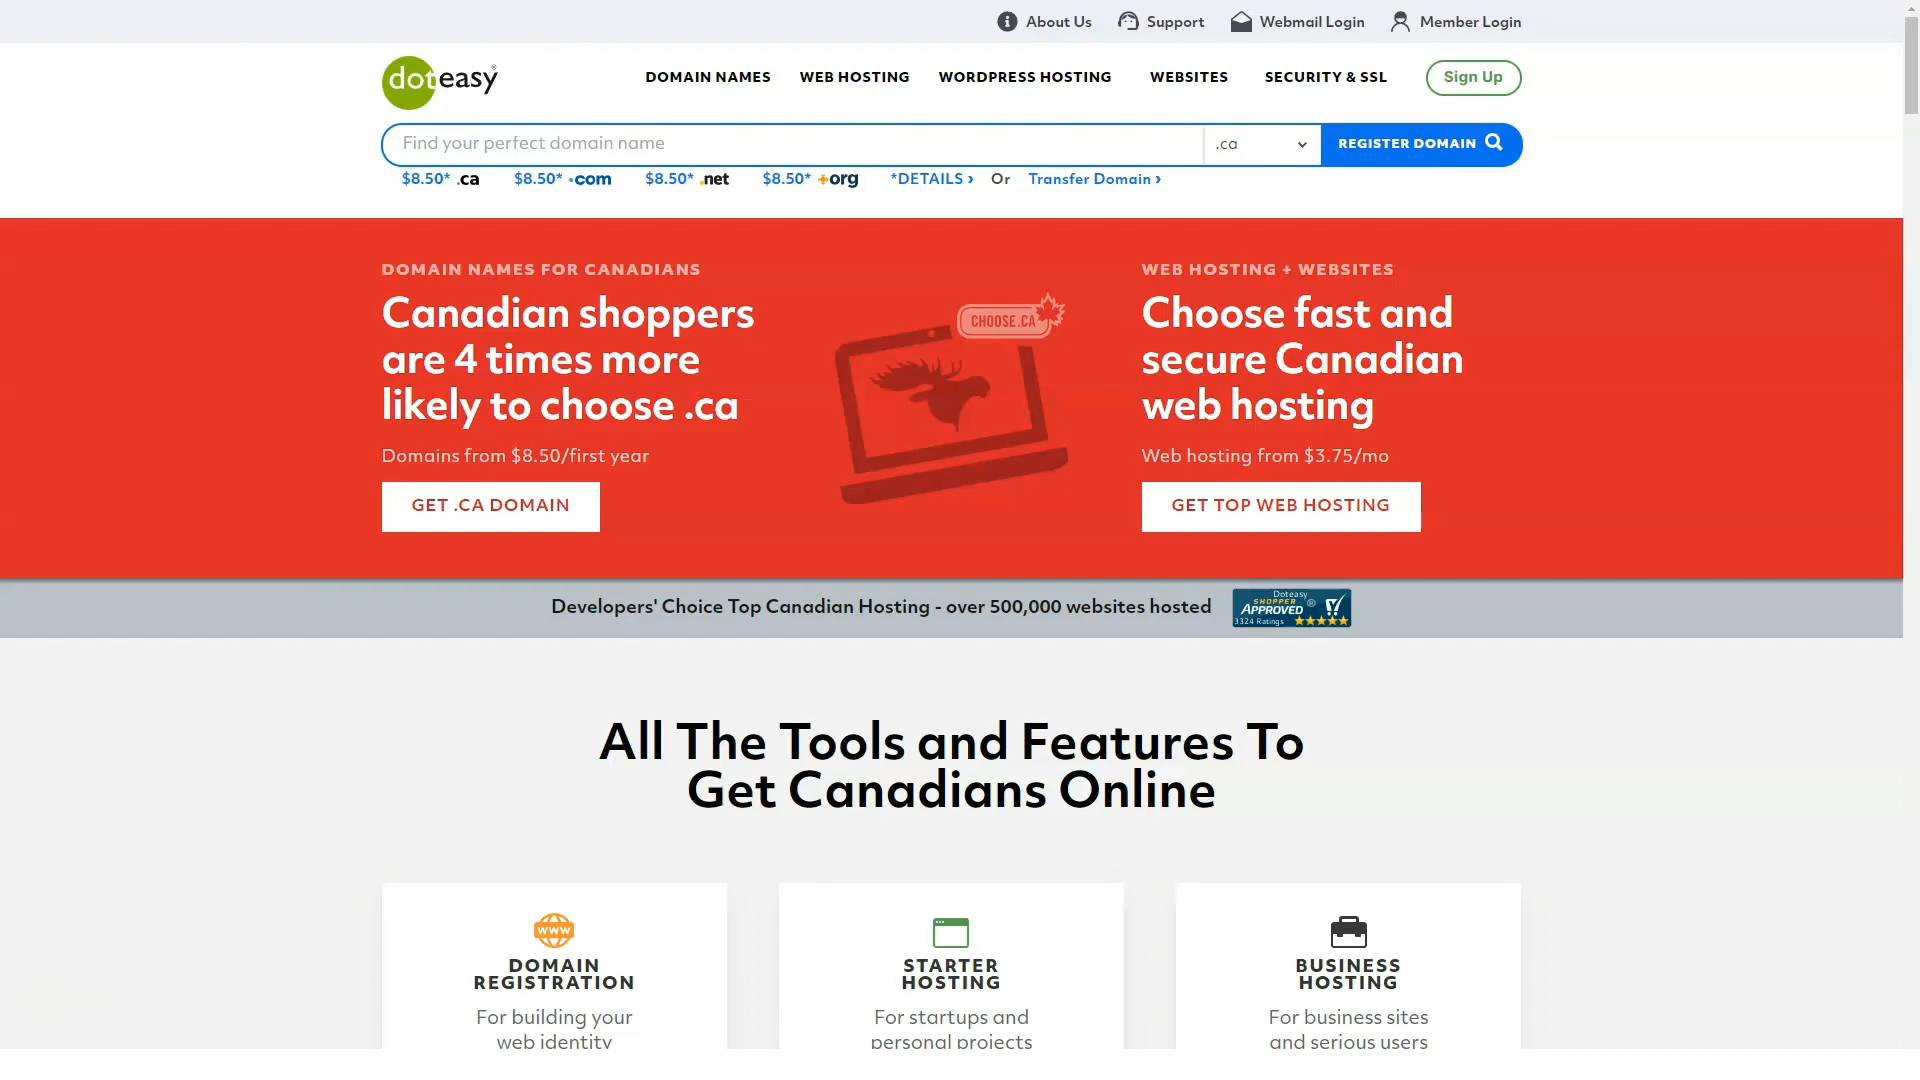 About Us
Support
Webmail Login
Member Login
doteasy®
DOMAIN NAMES
WEB HOSTING
WORDPRESS HOSTING
WEBSITES
SECURITY & SSL
Sign Up
Find your perfect domain name
.ca
REGISTER DOMAIN
$8.50* .ca
$8.50* .com
$8.50* .net
$8.50* org
*DETAILS ›
Or
Transfer Domain ›
DOMAIN NAMES FOR CANADIANS
Canadian shoppers
are 4 times more
likely to choose .ca
Domains from $8.50/first year
GET .CA DOMAIN
CHOOSE.CA
WEB HOSTING + WEBSITES
Choose fast and
secure Canadian
web hosting
Web hosting from $3.75/mo
GET TOP WEB HOSTING
Developers' Choice Top Canadian Hosting - over 500,000 websites hosted
Doteasy
SHOPPER
APPROVED®
3324 Ratings
All The Tools and Features To
Get Canadians Online
www
DOMAIN
REGISTRATION
For building your
web identity
STARTER
HOSTING
For startups and
personal projects
BUSINESS
HOSTING
For business sites
and serious users